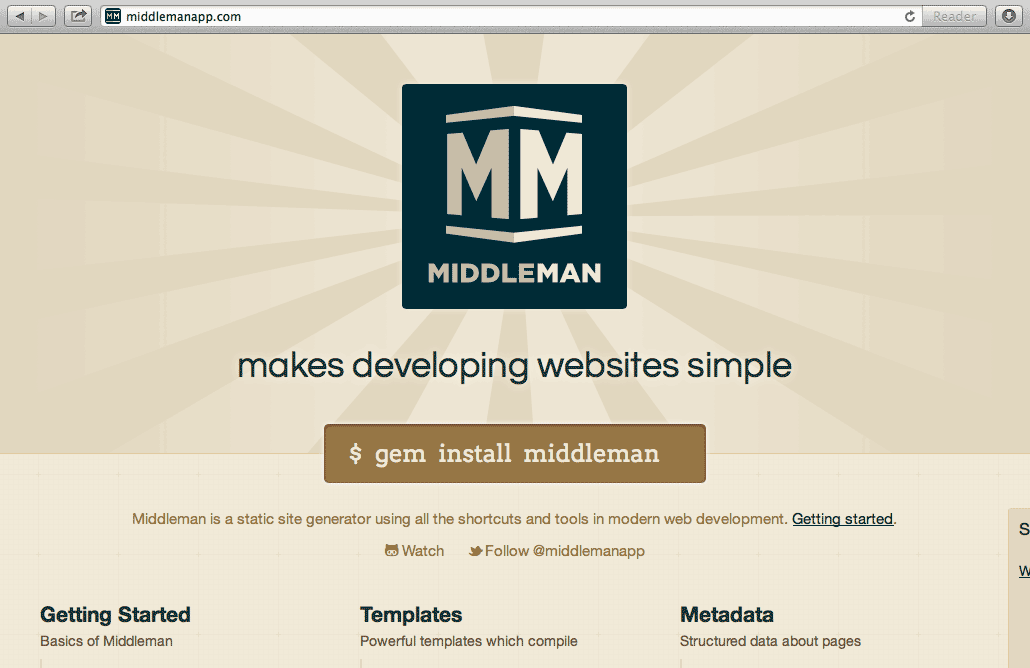 middlemanapp.com
Reader
MM
MM
MIDDLEMAN
makes developing websites simple
$ gem install middleman
Middleman is a static site generator using all the shortcuts and tools in modern web development. Getting started.
Watch Follow @middlemanapp
Getting Started Templates Metadata
Basics of Middleman Powerful templates which compile Structured data about pages
S
W